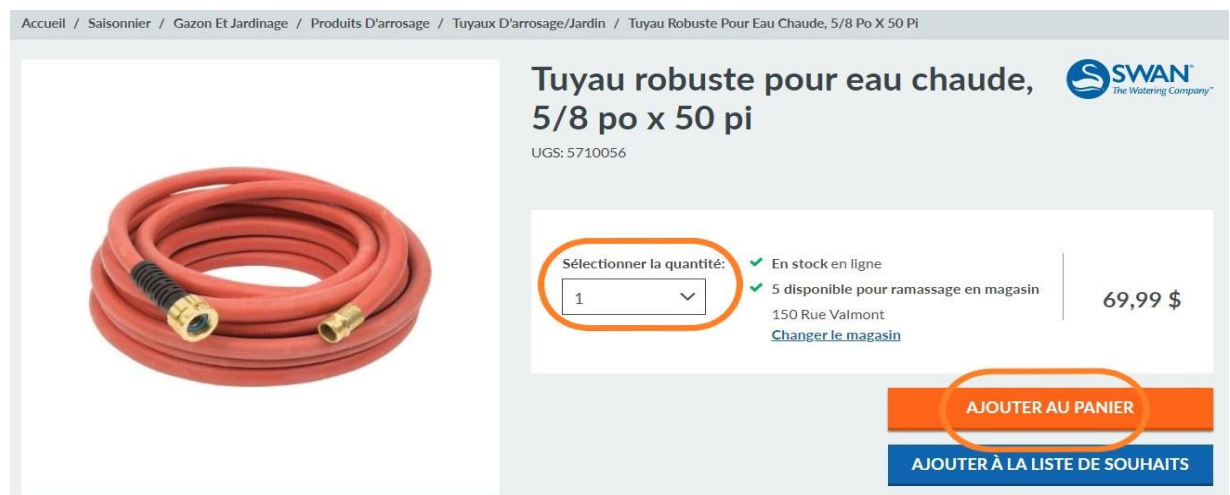 Accueil / Saisonnier / Gazon Et Jardinage / Produits D'arrosage / Tuyaux D'arrosage/Jardin / Tuyau Robuste Pour Eau Chaude, 5/8 Po X 50 Pi
Tuyau robuste pour eau chaude,
5/8 po x 50 pi
SWAN
The Watering Company™
UGS: 5710056
Sélectionner la quantité:
1
En stock en ligne
5 disponible pour ramassage en magasin
150 Rue Valmont
Changer le magasin
69,99 $
AJOUTER AU PANIER
AJOUTER À LA LISTE DE SOUHAITS